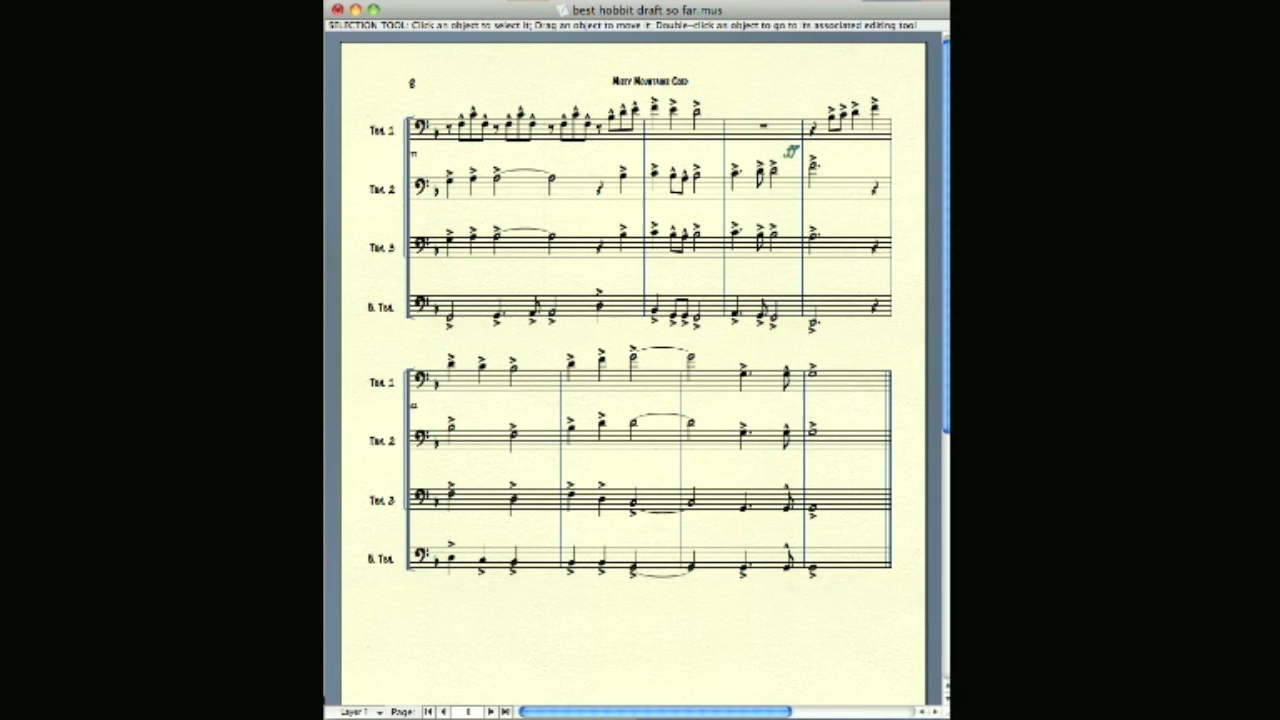 best hobbit draft so far.mus
SELECTION TOOL: Click an object to select it; Drag an object to move it; Double-click an object to go to its associated editing tool
8
Misty Mountains Cold
Tbn. 1
Tbn. 2
Tbn. 3
B. Tbn.
Tbn. 1
Tbn. 2
Tbn. 3
B. Tbn.
Layer 1 Page: 8